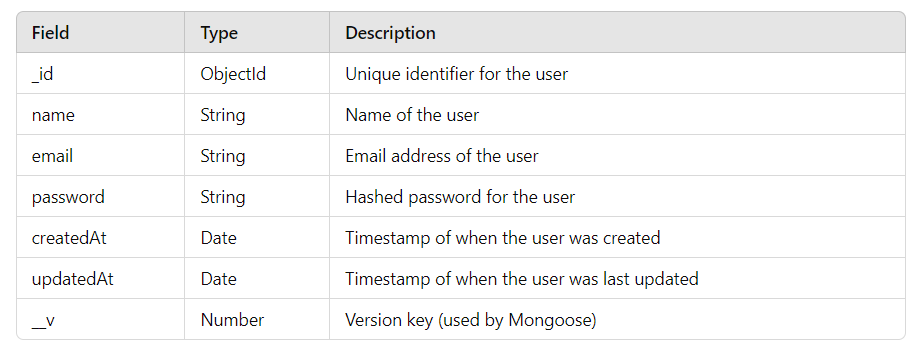 Field Type Description
_id ObjectId Unique identifier for the user
name String Name of the user
email String Email address of the user
password String Hashed password for the user
createdAt Date Timestamp of when the user was created
updatedAt Date Timestamp of when the user was last updated
__v Number Version key (used by Mongoose)